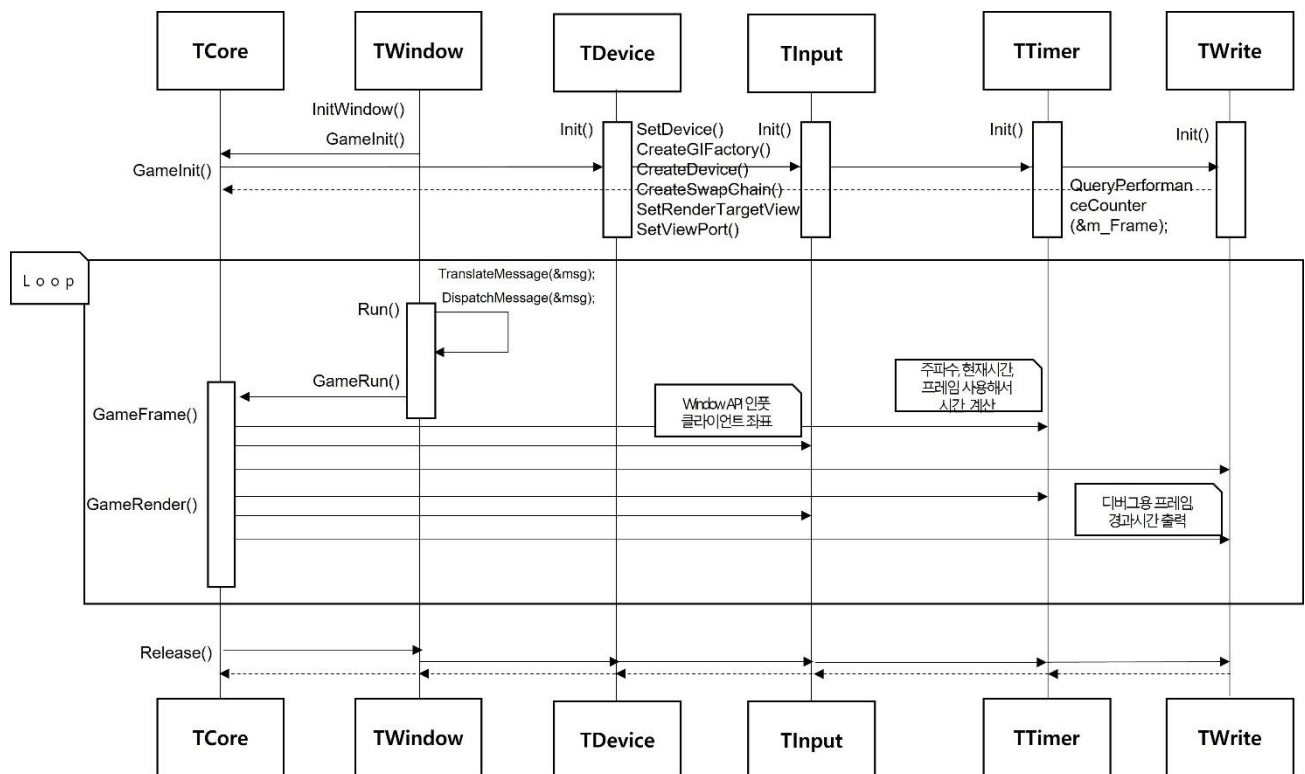 TCore
TWindow
TDevice
TInput
TTimer
TWrite
InitWindow()
GameInit()
GameInit()
Init()
SetDevice()
CreateGIFactory()
CreateDevice()
CreateSwapChain()
SetRenderTargetView
SetViewPort()
Init()
Init()
QueryPerforman
ceCounter
(&m_Frame);
Init()
Loop
TranslateMessage(&msg);
DispatchMessage(&msg);
Run()
GameRun()
GameFrame()
Window API 인풋
클라이언트 좌표
주파수, 현재시간,
프레임 사용해서
시간 계산
GameRender()
디버그용 프레임,
경과시간 출력
Release()
TCore
TWindow
TDevice
TInput
TTimer
TWrite